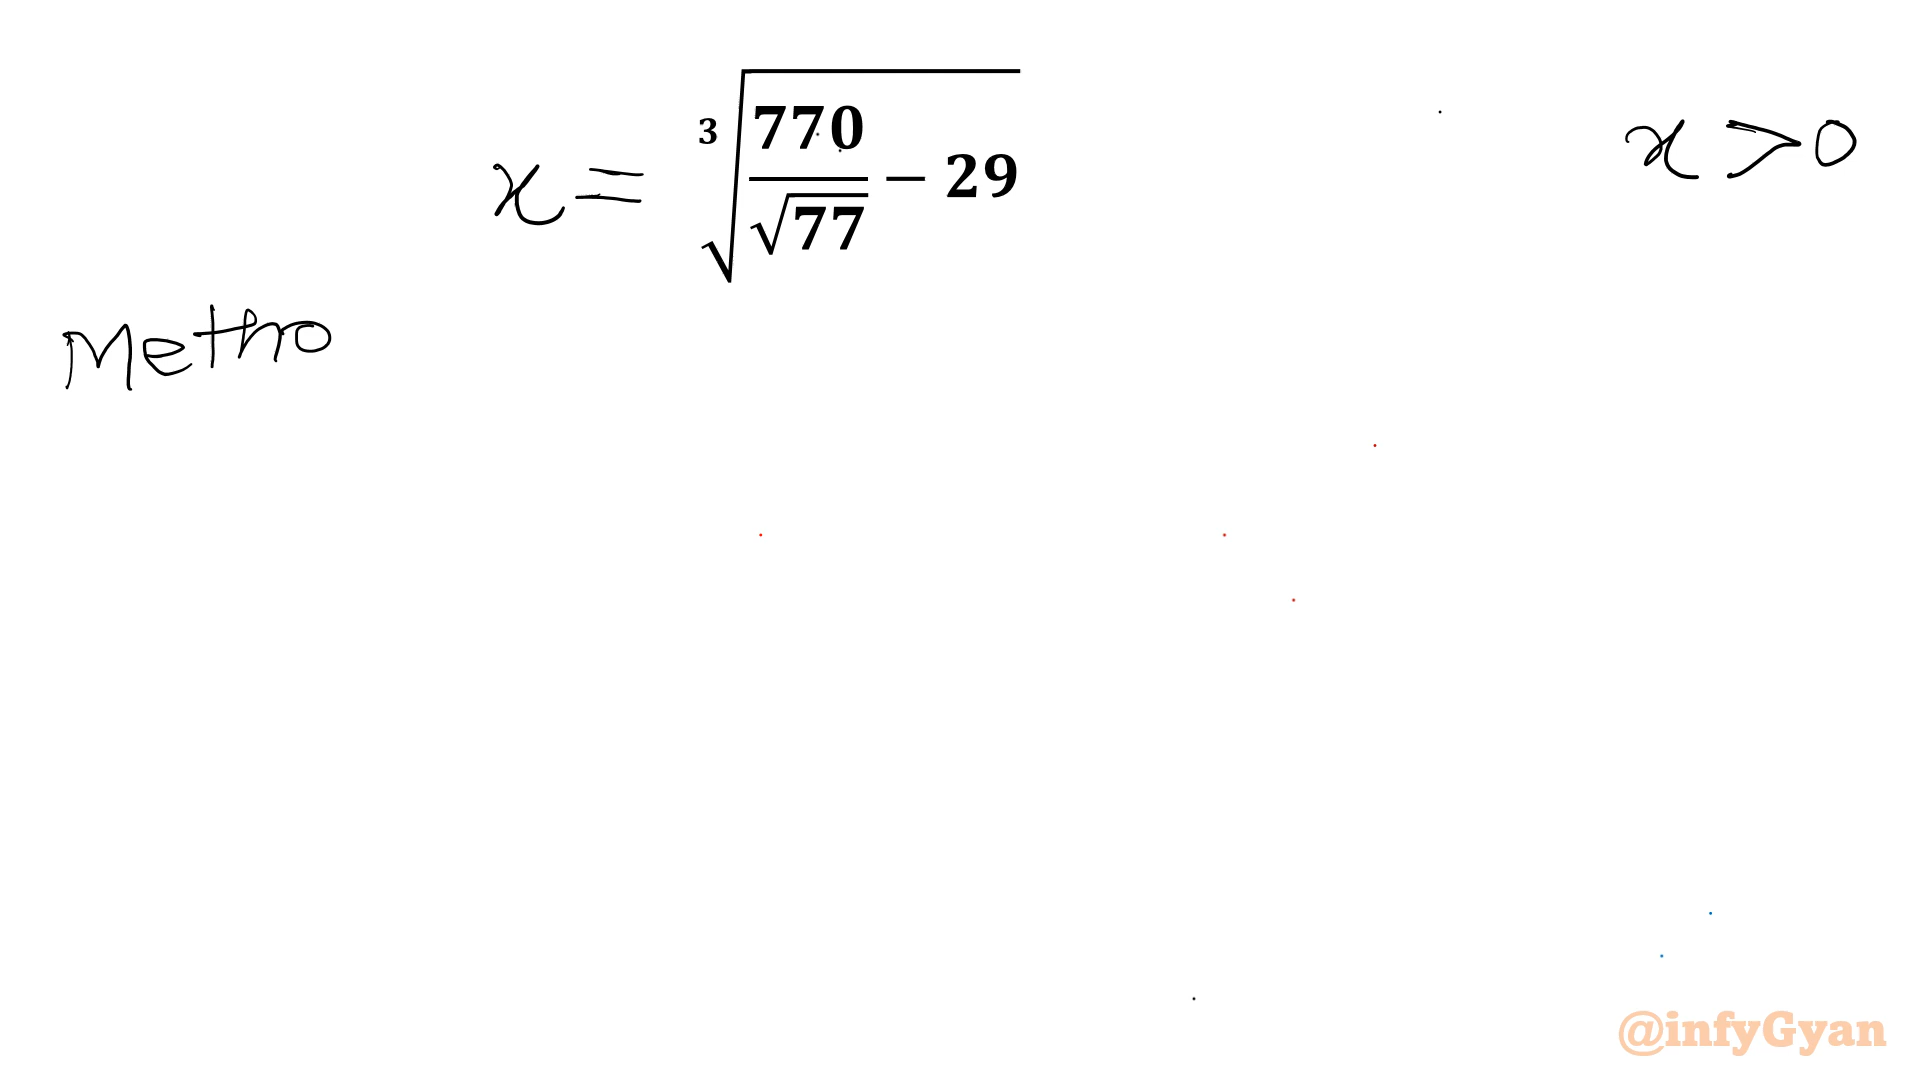 x = ∛(770/√77 − 29)
x > 0
Metho
@infyGyan